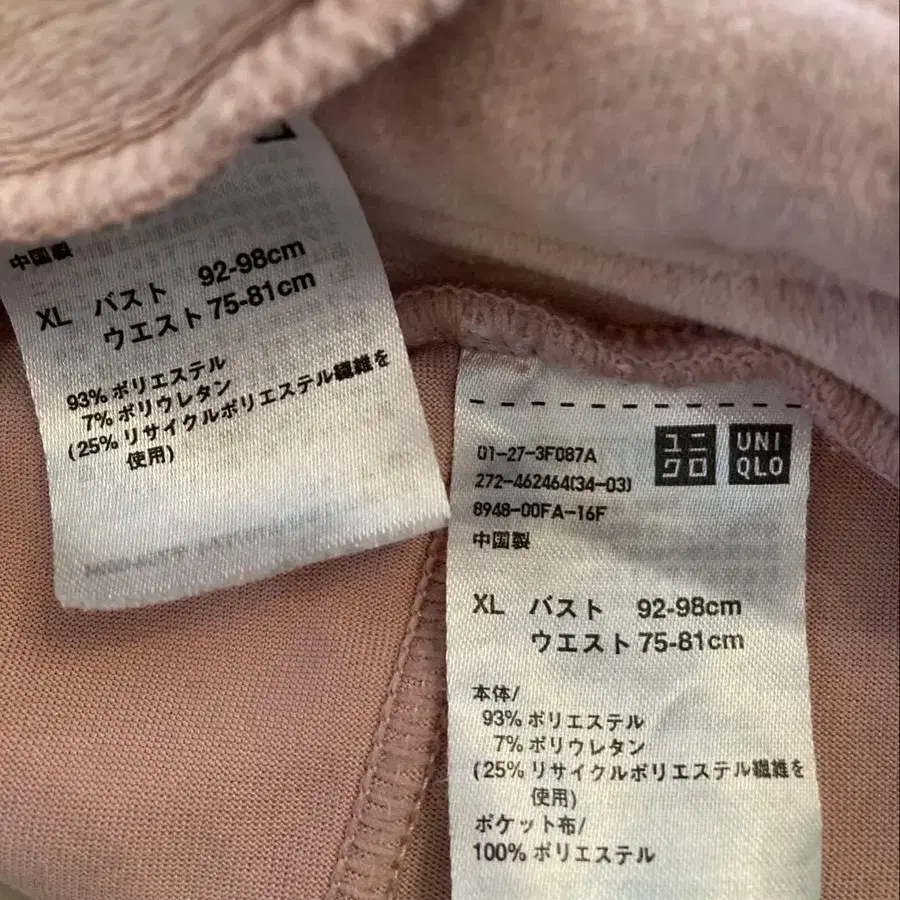 中国製
XL バスト 92-98cm
ウエスト 75-81cm
93% ポリエステル
7% ポリウレタン
(25% リサイクルポリエステル繊維を
使用)
ユニ
クロ
UNI
QLO
01-27-3F087A
272-462464(34-03)
8948-00FA-16F
中国製
XL バスト 92-98cm
ウエスト 75-81cm
本体/
93% ポリエステル
7% ポリウレタン
(25% リサイクルポリエステル繊維を
使用)
ポケット布/
100% ポリエステル